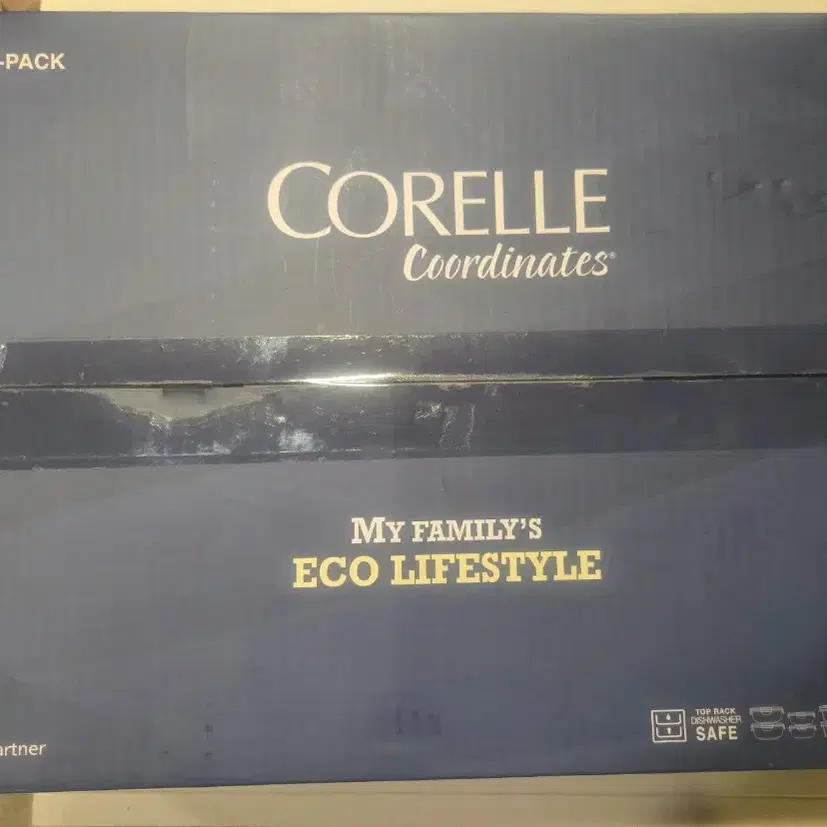 -PACK
CORELLE
Coordinates®
MY FAMILY'S
ECO LIFESTYLE
TOP RACK
DISHWASHER
SAFE
artner